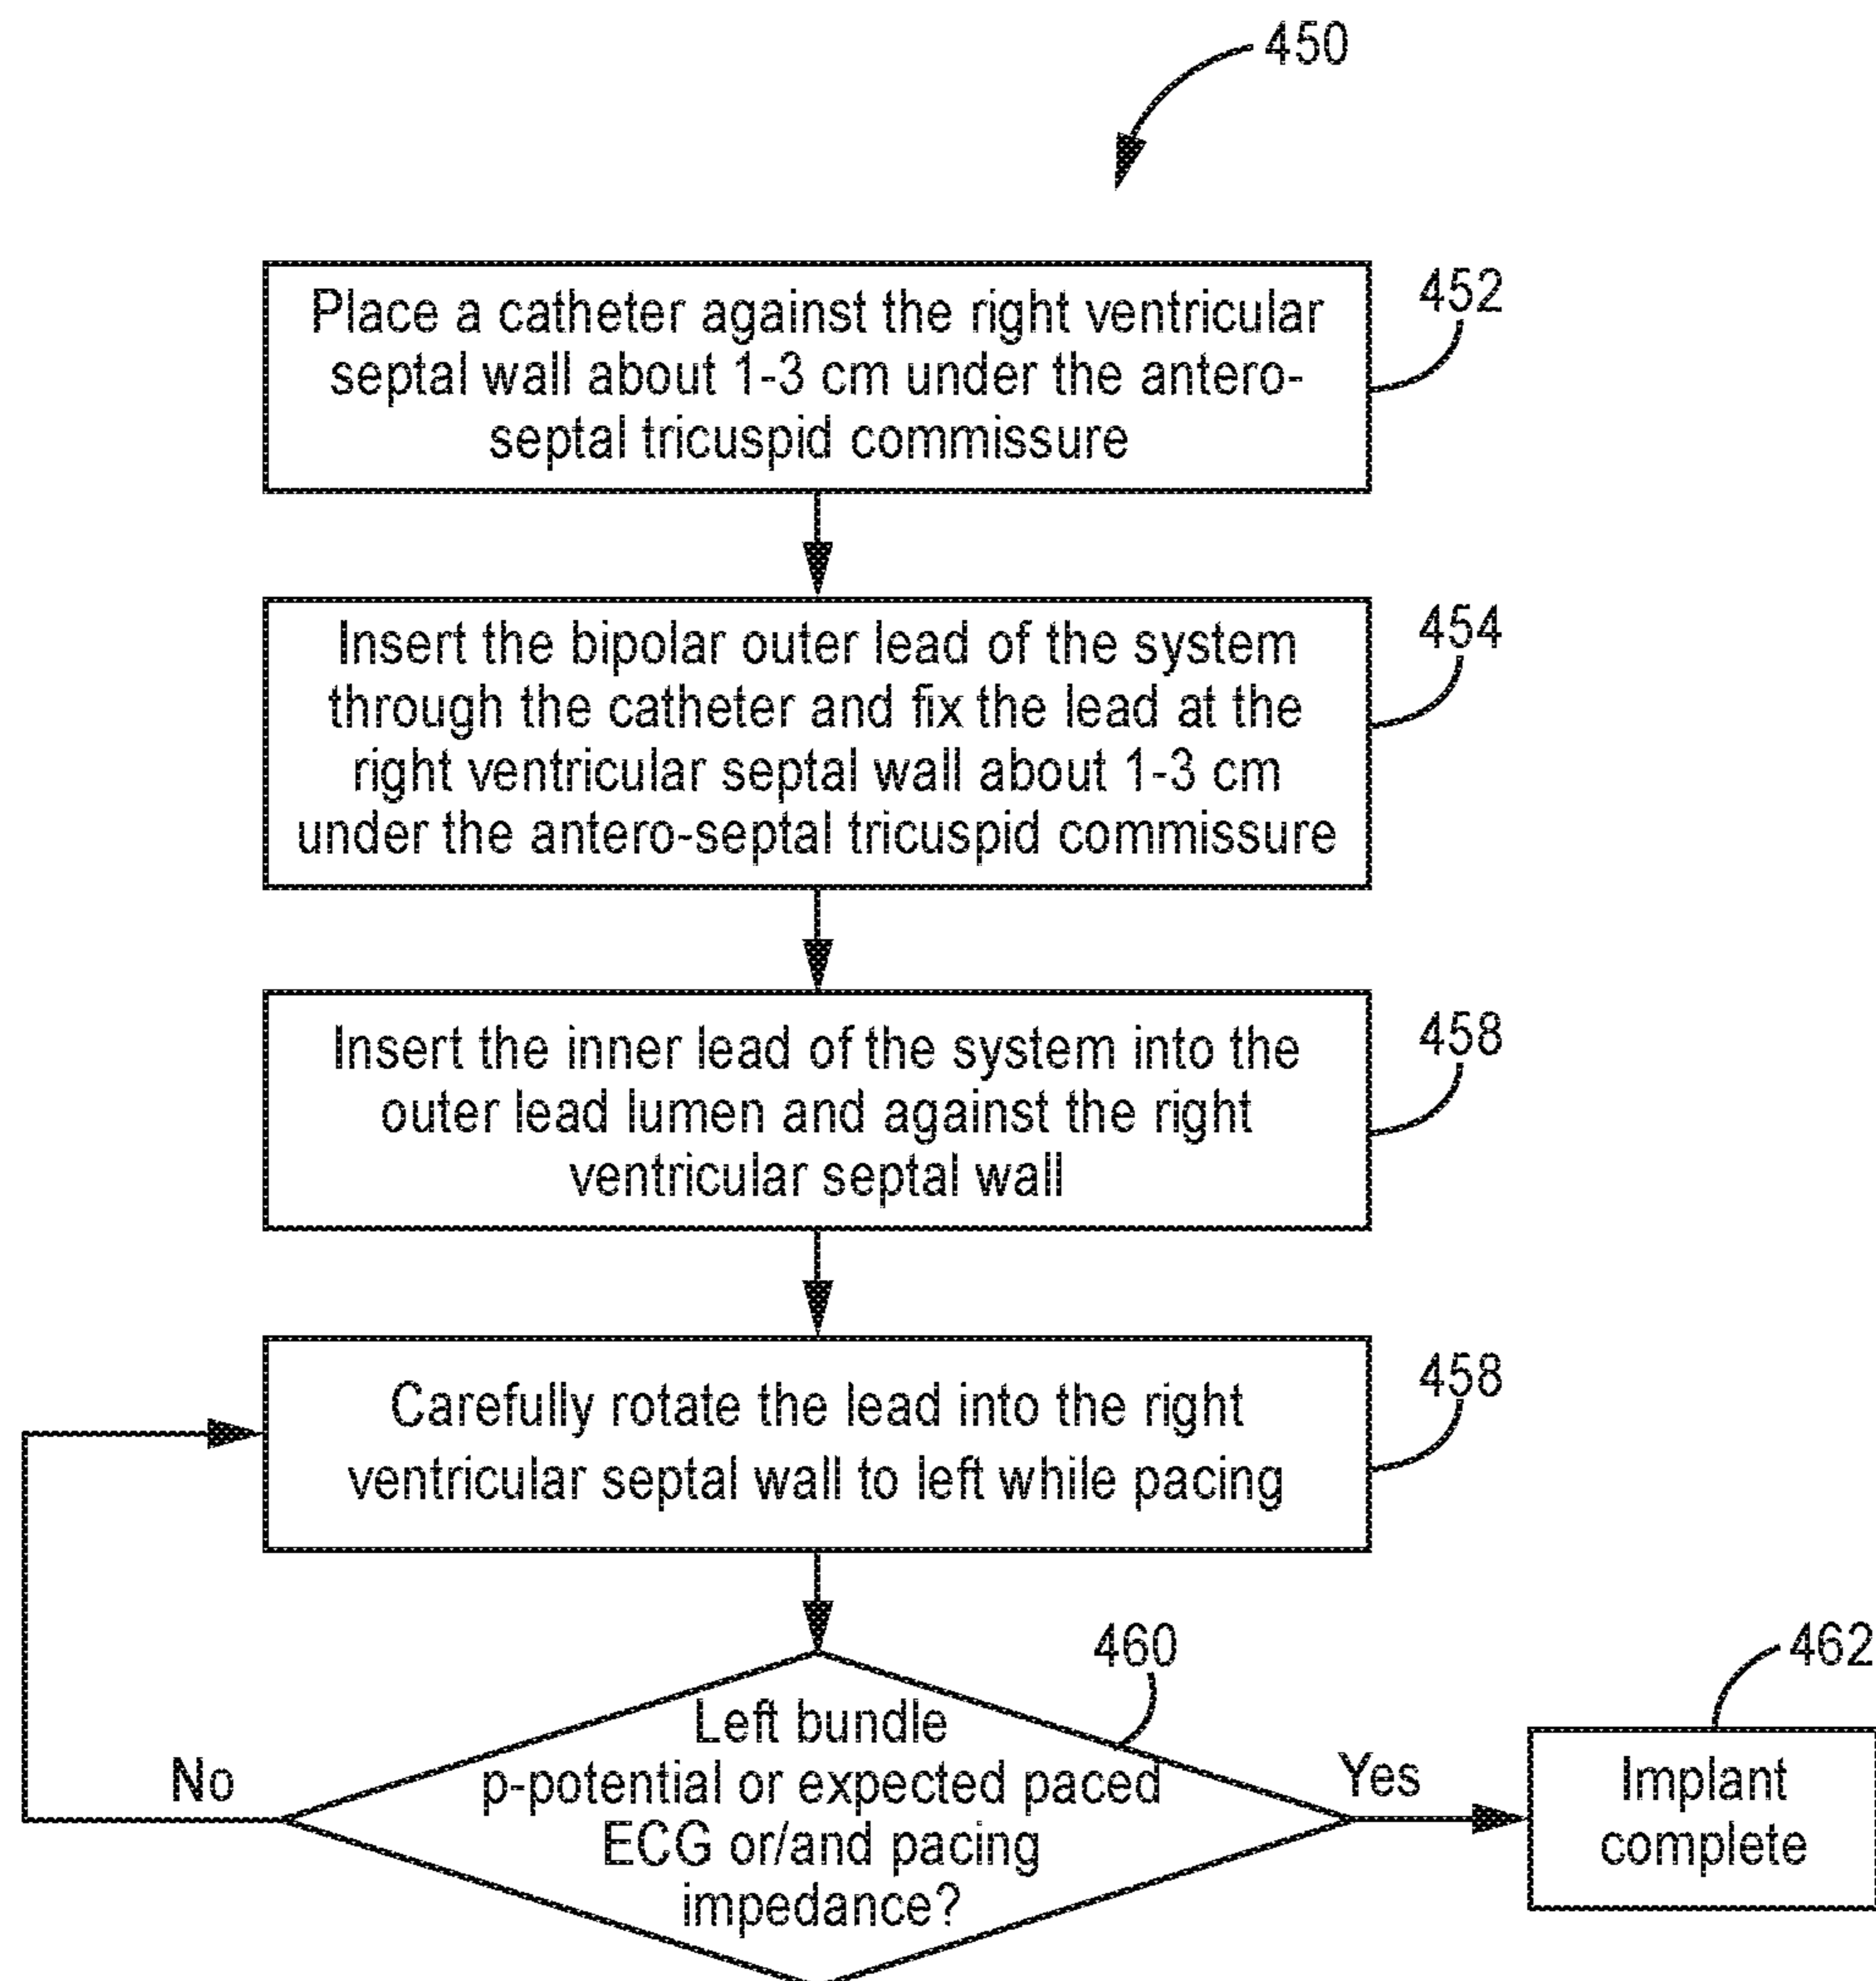 450
Place a catheter against the right ventricular
septal wall about 1-3 cm under the antero-
septal tricuspid commissure
452
Insert the bipolar outer lead of the system
through the catheter and fix the lead at the
right ventricular septal wall about 1-3 cm
under the antero-septal tricuspid commissure
454
Insert the inner lead of the system into the
outer lead lumen and against the right
ventricular septal wall
458
Carefully rotate the lead into the right
ventricular septal wall to left while pacing
458
460
Left bundle
p-potential or expected paced
ECG or/and pacing
impedance?
No
Yes
462
Implant
complete